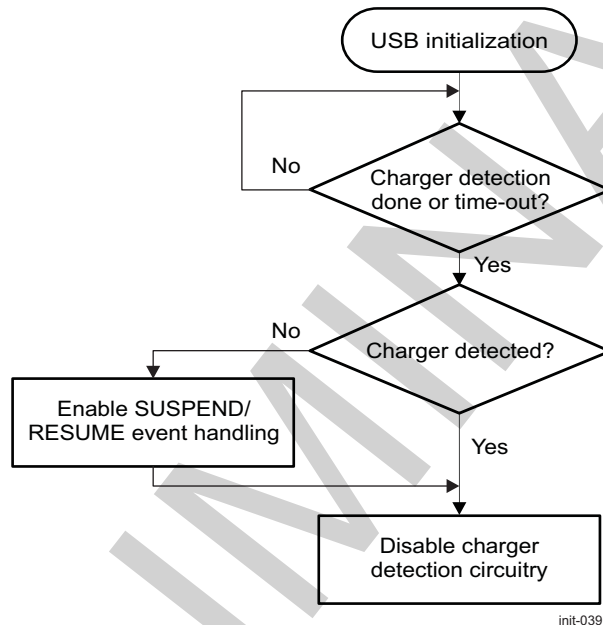 USB initialization
No
Charger detection
done or time-out?
Yes
No
Charger detected?
Enable SUSPEND/
RESUME event handling
Yes
Disable charger
detection circuitry
init-039